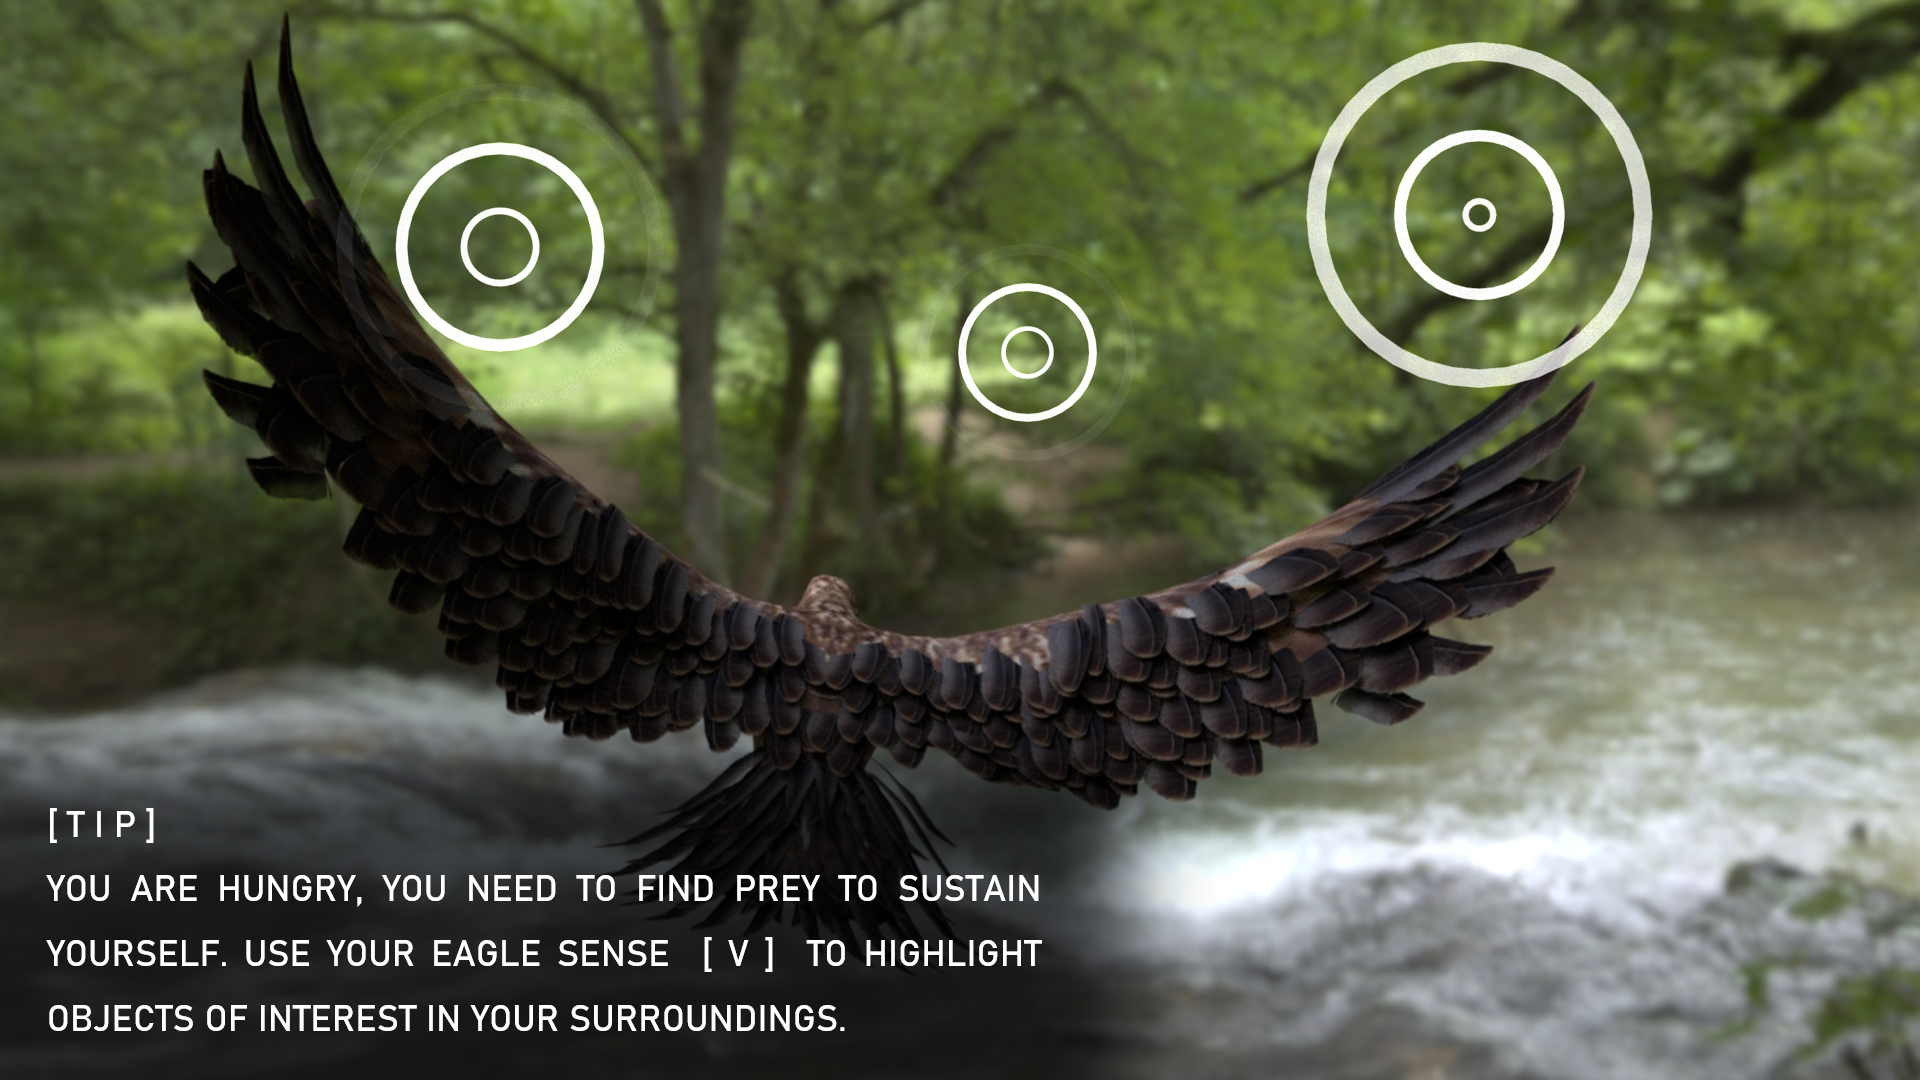 [TIP]
YOU ARE HUNGRY, YOU NEED TO FIND PREY TO SUSTAIN
YOURSELF. USE YOUR EAGLE SENSE [ V ] TO HIGHLIGHT
OBJECTS OF INTEREST IN YOUR SURROUNDINGS.